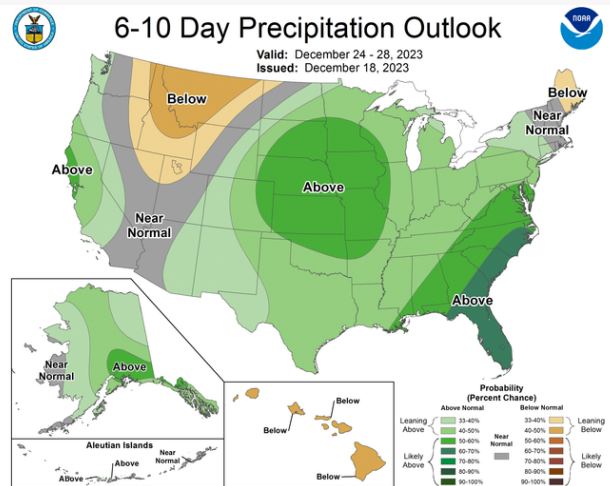 6-10 Day Precipitation Outlook
NOAA
Valid: December 24 - 28, 2023
Issued: December 18, 2023
Below
Below
Near
Normal
Above
Above
Near
Normal
Above
Near
Normal
Above
Aleutian Islands
Above
Above
Near
Normal
Below
Below
Below
Probability
(Percent Chance)
Above Normal
Below Normal
Leaning
Above
33-40%
40-50%
Likely
Above
50-60%
60-70%
70-80%
80-90%
90-100%
Near
Normal
33-40%
40-50%
Leaning
Below
50-60%
60-70%
70-80%
80-90%
90-100%
Likely
Below